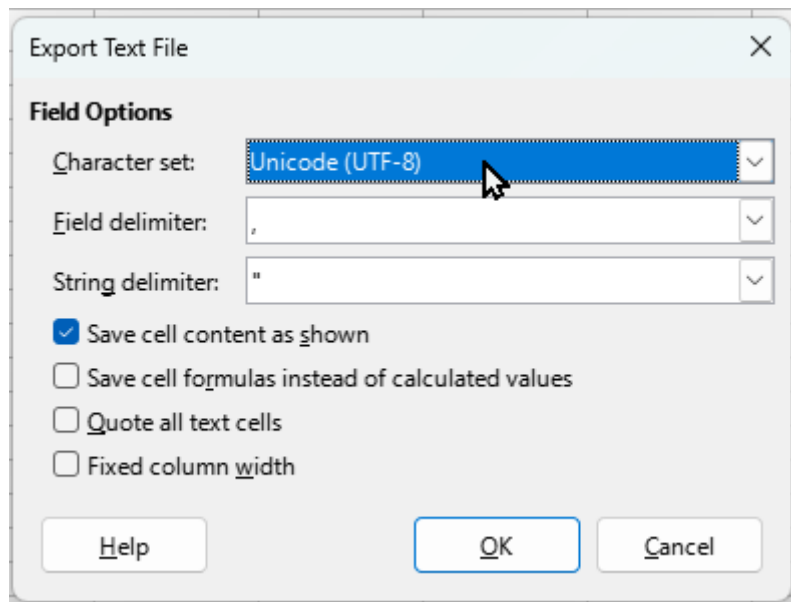 Export Text File
Field Options
Character set: Unicode (UTF-8)
Field delimiter: ,
String delimiter: "
Save cell content as shown
Save cell formulas instead of calculated values
Quote all text cells
Fixed column width
Help OK Cancel